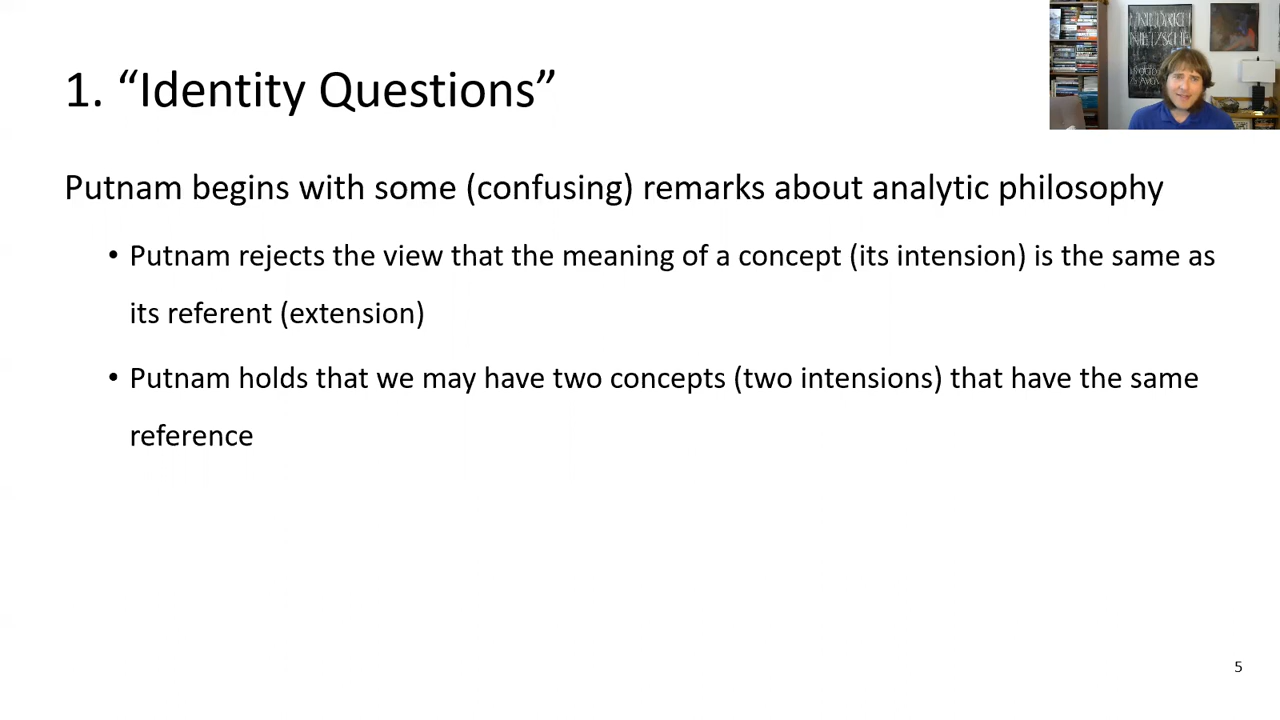 1. “Identity Questions”
Putnam begins with some (confusing) remarks about analytic philosophy
• Putnam rejects the view that the meaning of a concept (its intension) is the same as
its referent (extension)
• Putnam holds that we may have two concepts (two intensions) that have the same
reference
5
NIETZSCHE